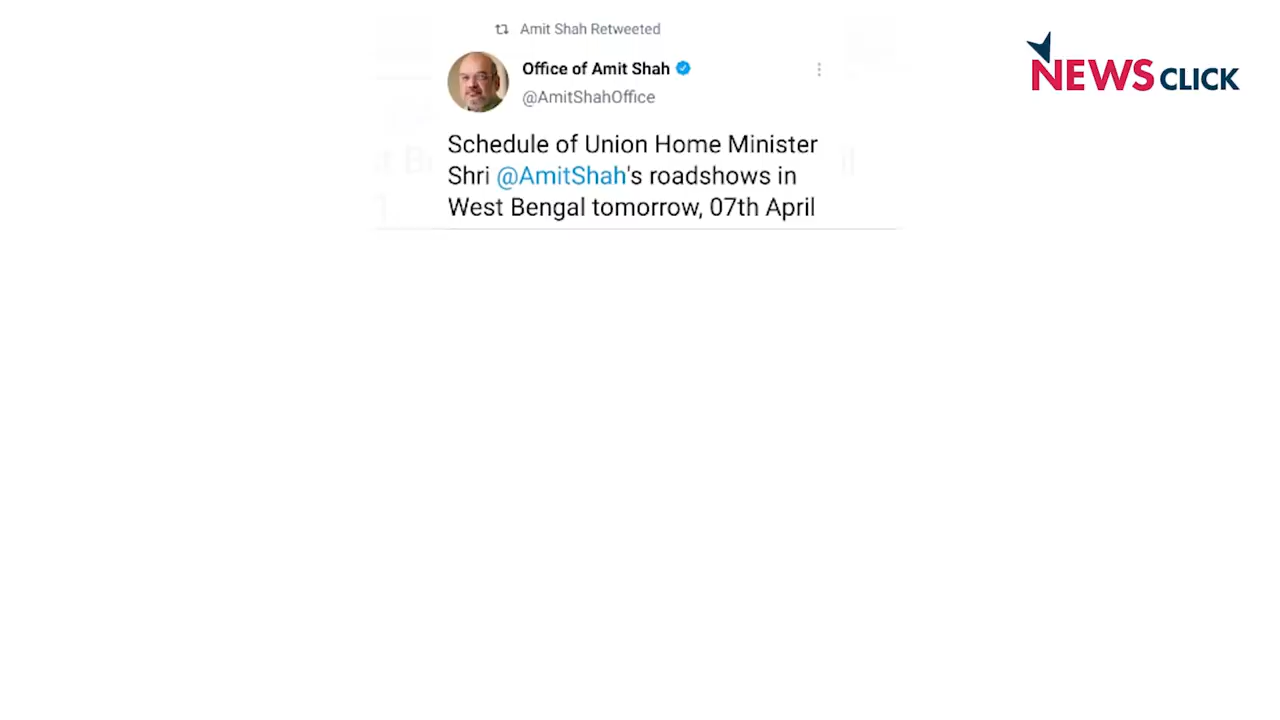 Amit Shah Retweeted
Office of Amit Shah
@AmitShahOffice
Schedule of Union Home Minister
Shri @AmitShah's roadshows in
West Bengal tomorrow, 07th April
NEWS CLICK